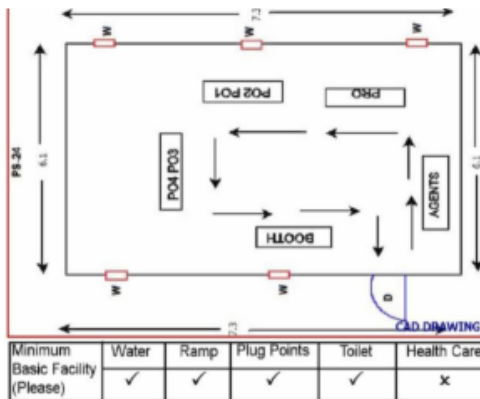 7.3
W W W
PO2 PO1
PRO
PS-24
6.1
PO4 PO3
AGENTS
6.1
BOOTH
W W D
CAD DRAWING
7.3
Minimum Basic Facility (Please) Water Ramp Plug Points Toilet Health Care
✓ ✓ ✓ ✓ x